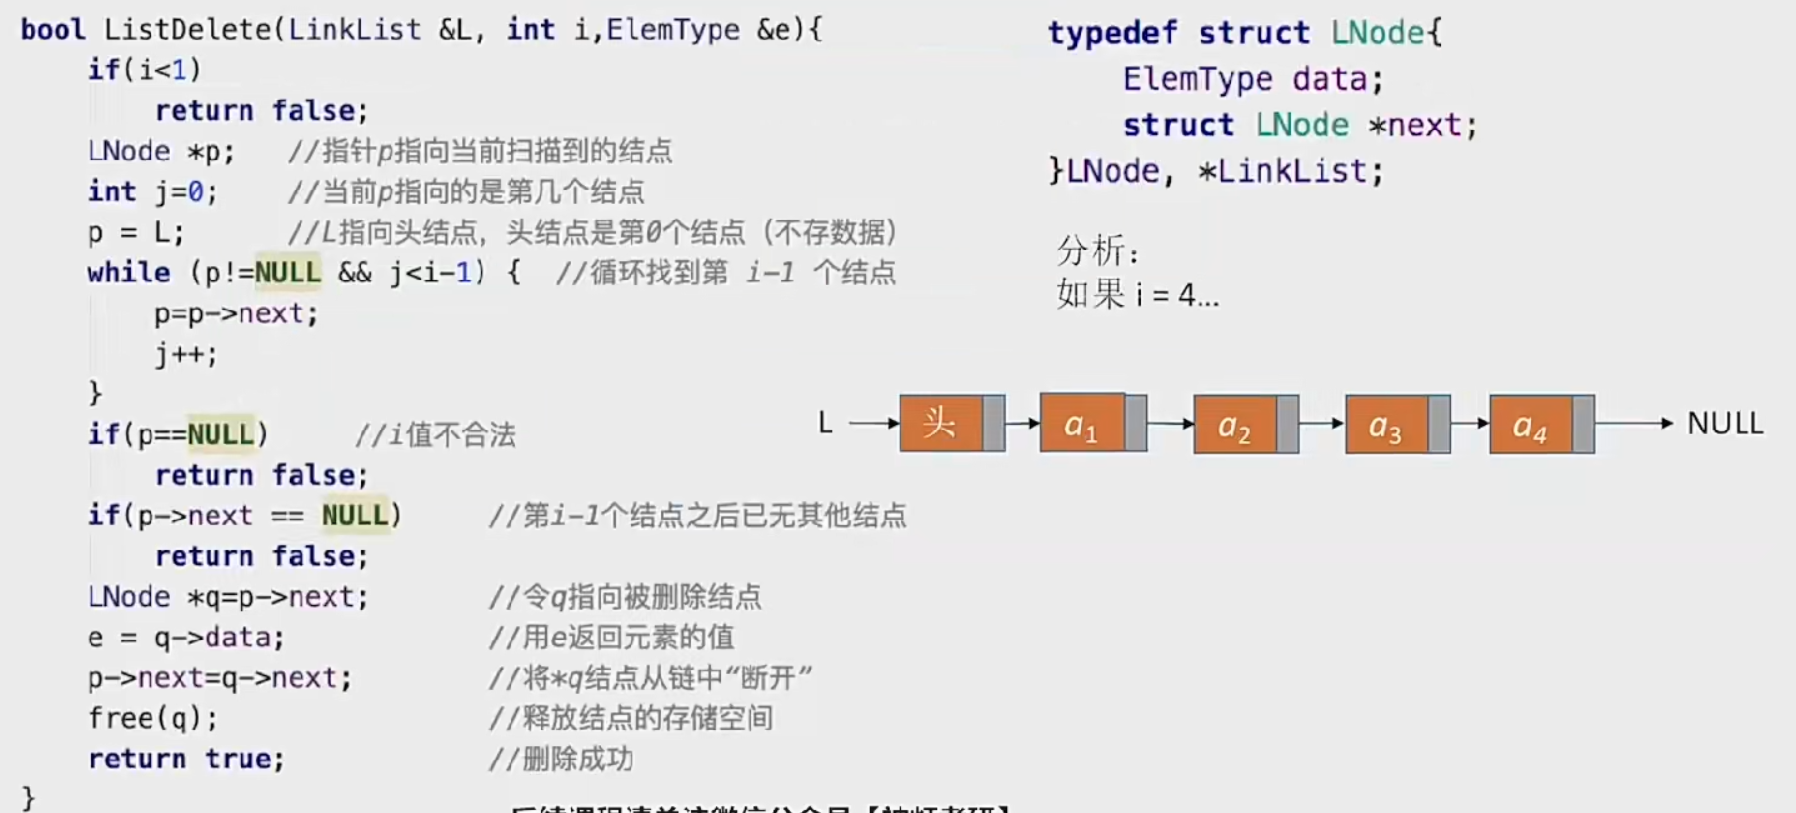 bool ListDelete(LinkList &L, int i,ElemType &e){
if(i<1)
return false;
LNode *p; //指针p指向当前扫描到的结点
int j=0; //当前p指向的是第几个结点
p = L; //L指向头结点，头结点是第0个结点（不存数据）
while (p!=NULL && j<i-1) { //循环找到第 i-1 个结点
p=p->next;
j++;
}
if(p==NULL) //i值不合法
return false;
if(p->next == NULL) //第i-1个结点之后已无其他结点
return false;
LNode *q=p->next; //令q指向被删除结点
e = q->data; //用e返回元素的值
p->next=q->next; //将*q结点从链中“断开”
free(q); //释放结点的存储空间
return true; //删除成功
}
typedef struct LNode{
ElemType data;
struct LNode *next;
}LNode, *LinkList;
分析：
如果 i = 4...
L 头 a1 a2 a3 a4 NULL